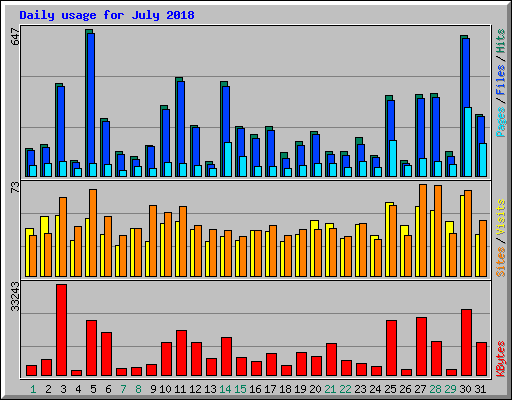 Daily usage for July 2018
647
Pages/Files/Hits
73
Sites/Visits
33243
KBytes
1 2 3 4 5 6 7 8 9 10 11 12 13 14 15 16 17 18 19 20 21 22 23 24 25 26 27 28 29 30 31